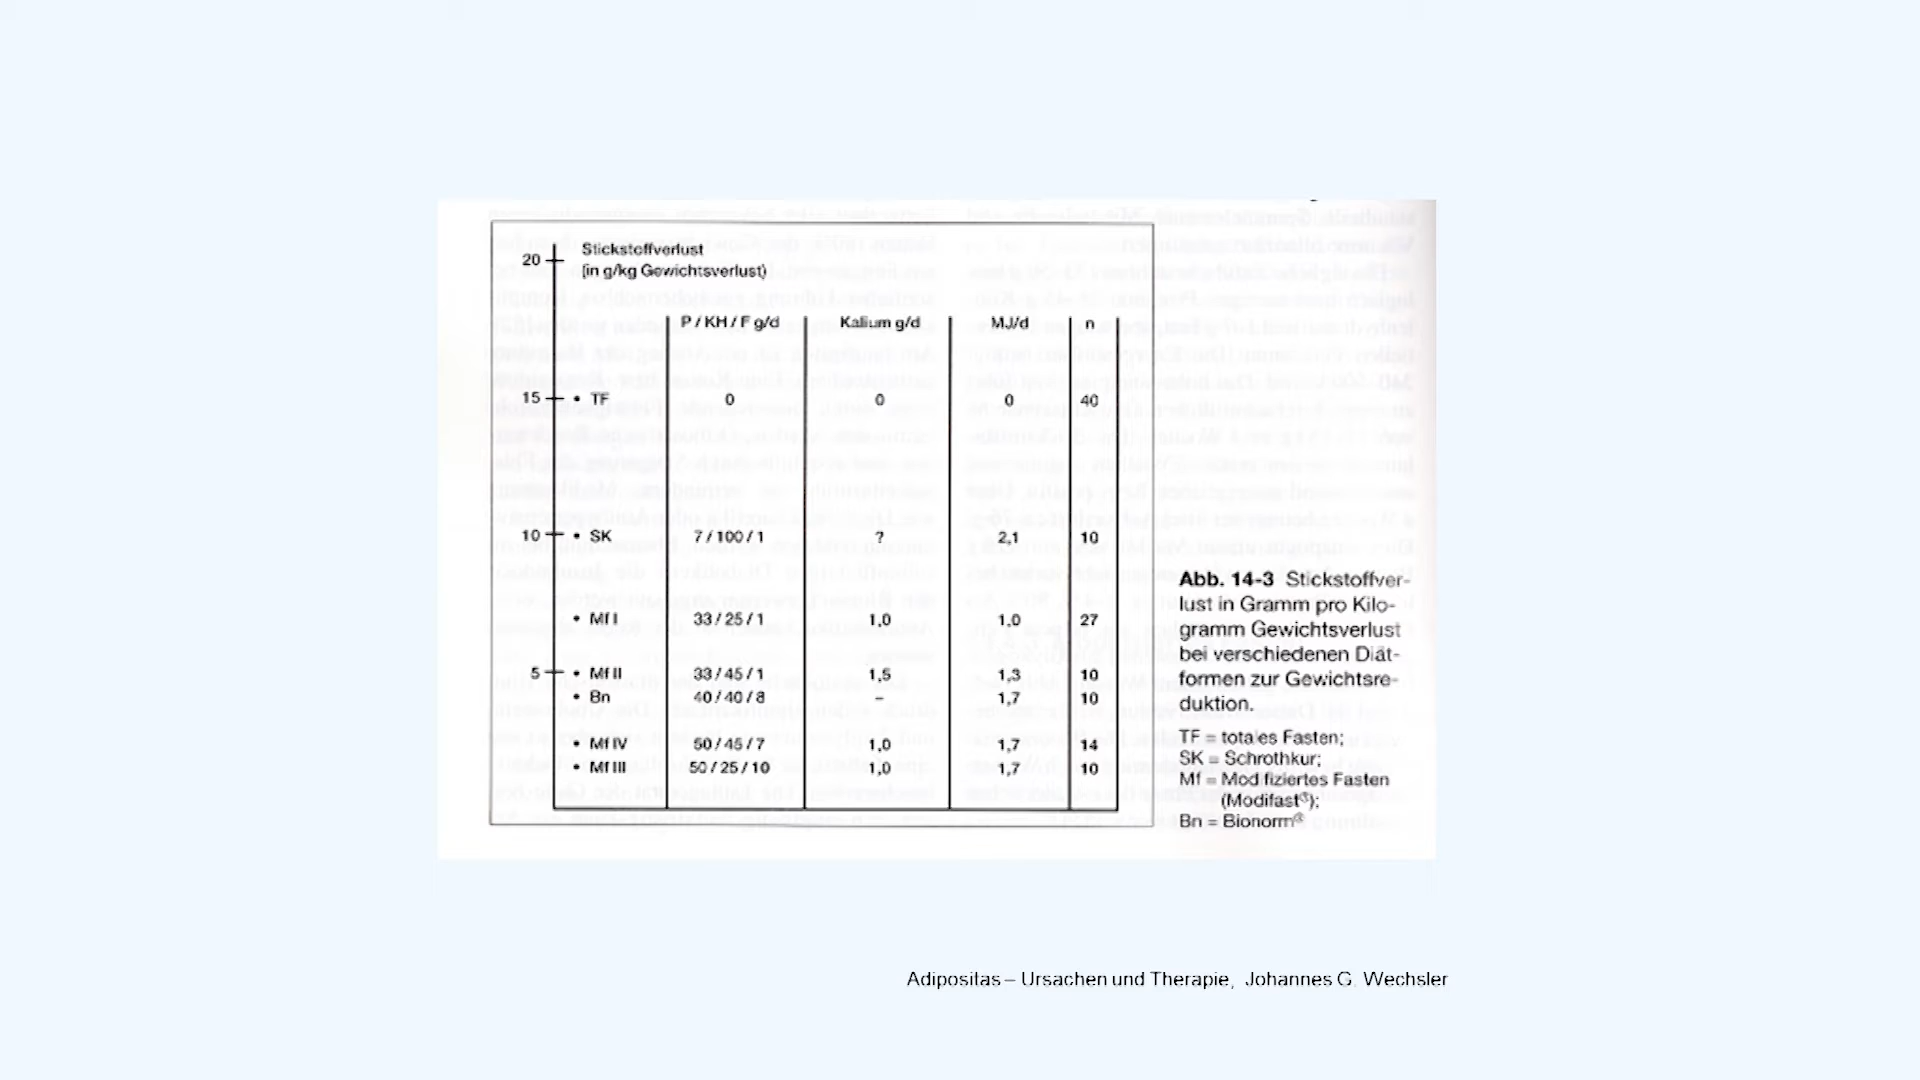 Stickstoffverlust
(in g/kg Gewichtsverlust)
20
P / KH / F g/d Kalium g/d MJ/d n
15 • TF 0 0 0 40
10 • SK 7 / 100 / 1 ? 2,1 10
• Mf I 33 / 25 / 1 1,0 1,0 27
5 • Mf II 33 / 45 / 1 1,5 1,3 10
• Bn 40 / 40 / 8 – 1,7 10
• Mf IV 50 / 45 / 7 1,0 1,7 14
• Mf III 50 / 25 / 10 1,0 1,7 10
Abb. 14-3 Stickstoffver-
lust in Gramm pro Kilo-
gramm Gewichtsverlust
bei verschiedenen Diät-
formen zur Gewichtsre-
duktion.
TF = totales Fasten;
SK = Schrothkur;
Mf = Modifiziertes Fasten
(Modifast®);
Bn = Bionorm®
Adipositas – Ursachen und Therapie, Johannes G. Wechsler